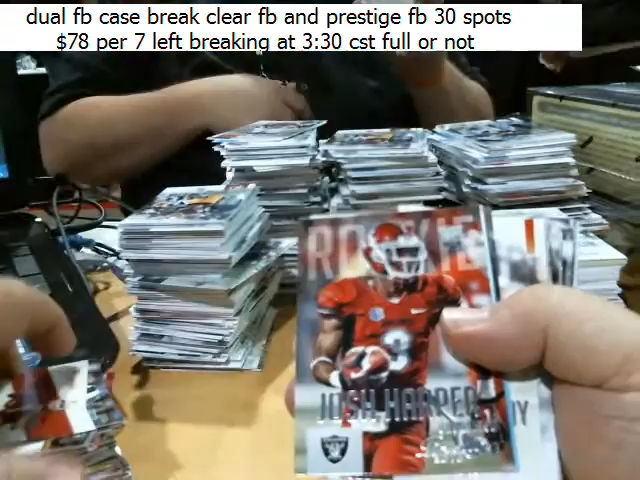 dual fb case break clear fb and prestige fb 30 spots
$78 per 7 left breaking at 3:30 cst full or not
ROOKIE
3
JOSH HARPER